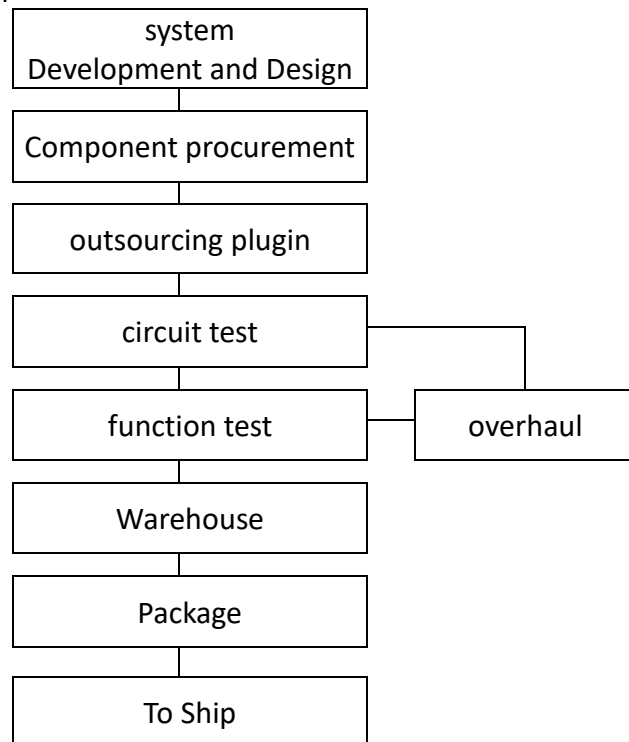 system
Development and Design
Component procurement
outsourcing plugin
circuit test
function test
overhaul
Warehouse
Package
To Ship